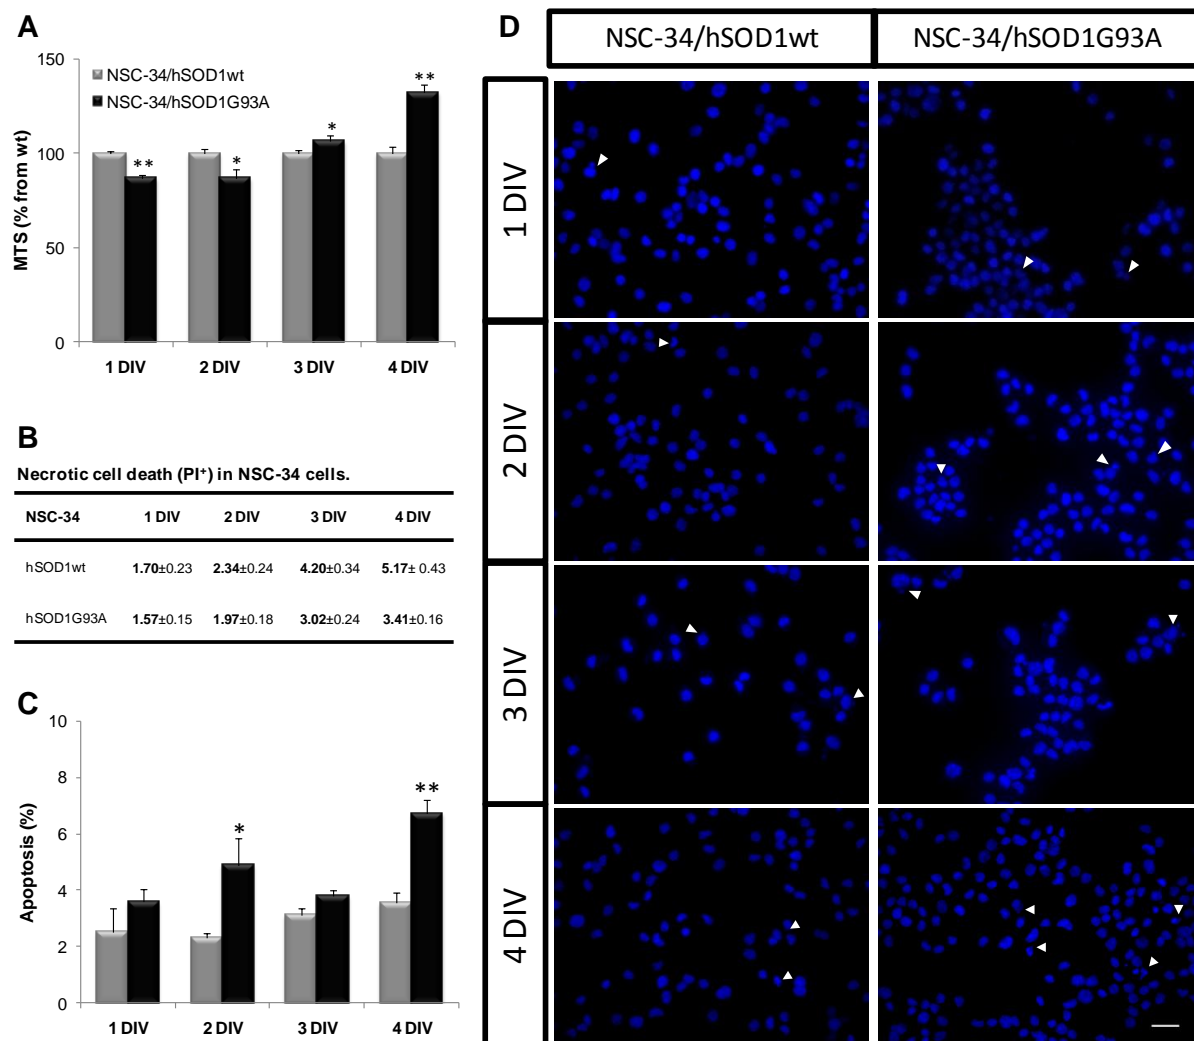 A
150
100
50
0
MTS (% from wt)
NSC-34/hSOD1wt
NSC-34/hSOD1G93A
**
*
*
**
1 DIV 2 DIV 3 DIV 4 DIV
B
Necrotic cell death (PI⁺) in NSC-34 cells.
NSC-34 1 DIV 2 DIV 3 DIV 4 DIV
hSOD1wt 1.70±0.23 2.34±0.24 4.20±0.34 5.17± 0.43
hSOD1G93A 1.57±0.15 1.97±0.18 3.02±0.24 3.41±0.16
C
10
8
6
4
2
0
Apoptosis (%)
*
**
1 DIV 2 DIV 3 DIV 4 DIV
D
NSC-34/hSOD1wt NSC-34/hSOD1G93A
1 DIV
2 DIV
3 DIV
4 DIV